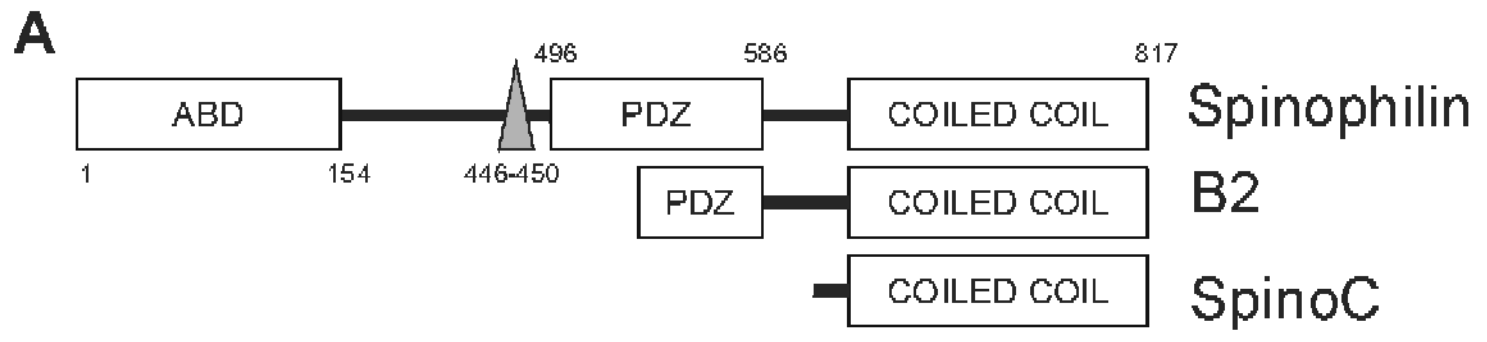 A
496 586 817
ABD PDZ COILED COIL Spinophilin
1 154 446-450
PDZ COILED COIL B2
COILED COIL SpinoC